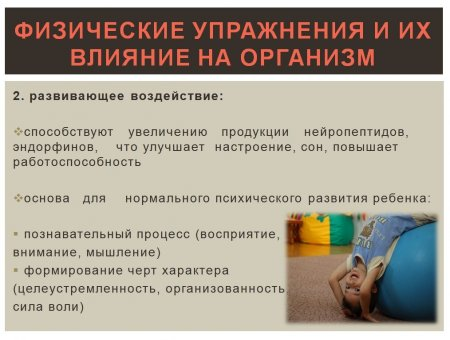 ФИЗИЧЕСКИЕ УПРАЖНЕНИЯ И ИХ
ВЛИЯНИЕ НА ОРГАНИЗМ
2. развивающее воздействие:
❖способствуют увеличению продукции нейропептидов,
эндорфинов, что улучшает настроение, сон, повышает
работоспособность
❖основа для нормального психического развития ребенка:
▪ познавательный процесс (восприятие,
внимание, мышление)
▪ формирование черт характера
(целеустремленность, организованность,
сила воли)